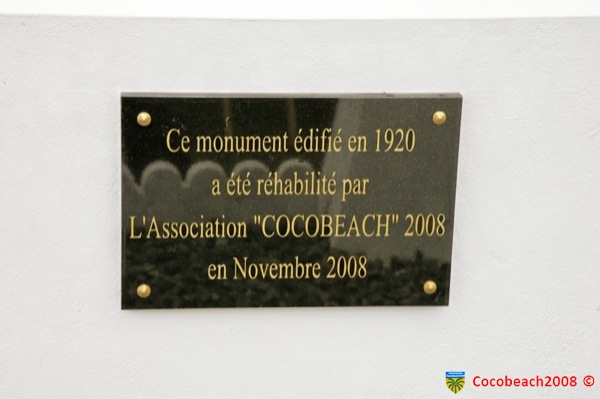 Ce monument édifié en 1920
a été réhabilité par
L'Association "COCOBEACH" 2008
en Novembre 2008
Cocobeach2008 ©